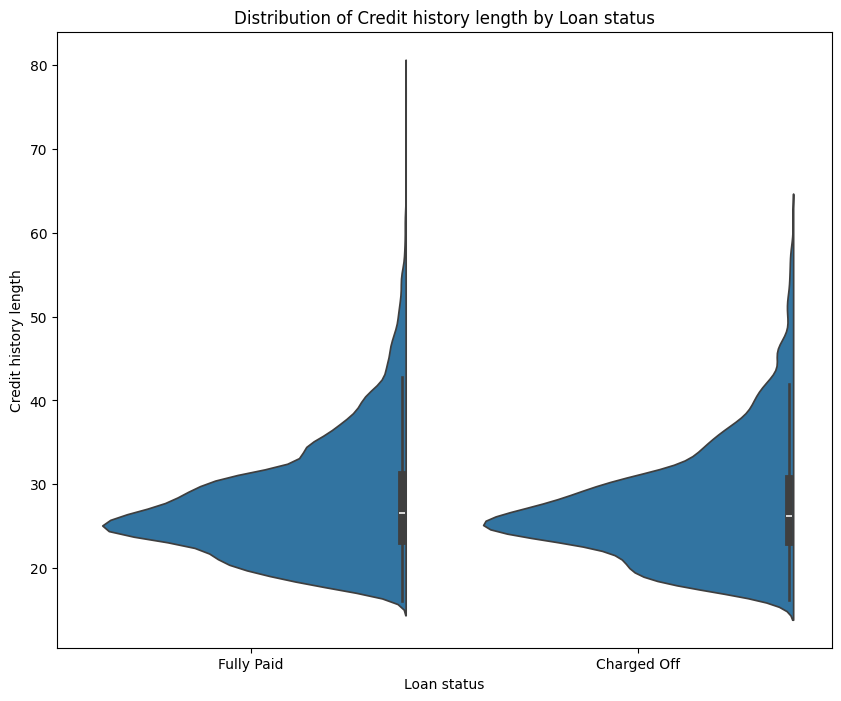 Distribution of Credit history length by Loan status
80
70
60
50
40
30
20
Credit history length
Fully Paid
Charged Off
Loan status